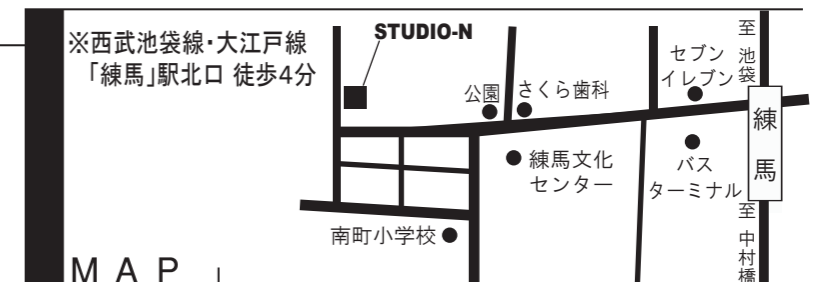 ※西武池袋線・大江戸線
「練馬」駅北口 徒歩4分
STUDIO-N
公園
さくら歯科
セブン
イレブン
至 池袋
練馬
練馬文化
センター
バス
ターミナル
至 中村橋
南町小学校
MAP